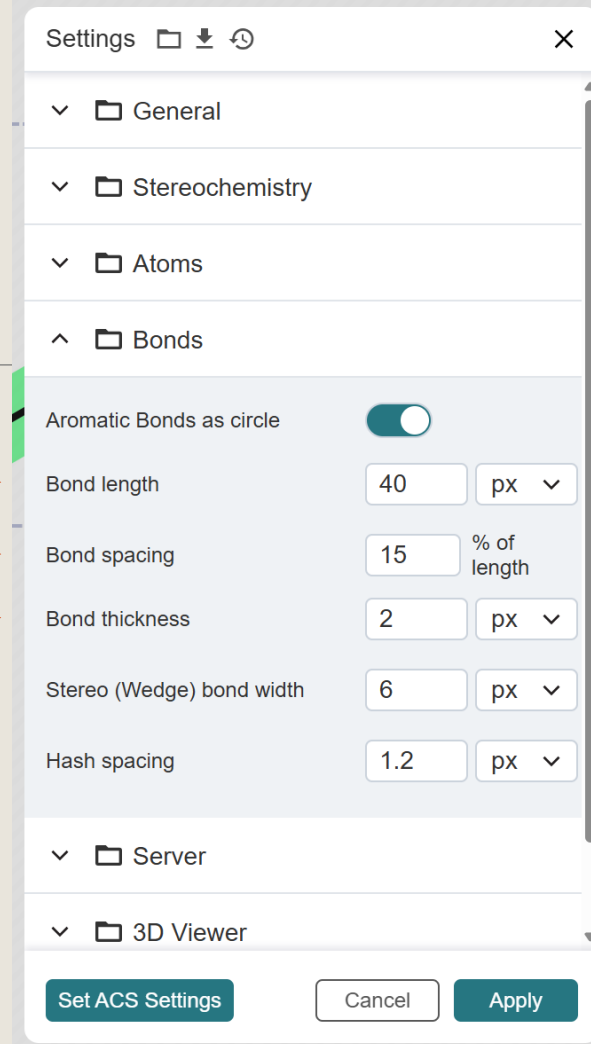 Settings
General
Stereochemistry
Atoms
Bonds
Aromatic Bonds as circle
Bond length 40 px
Bond spacing 15 % of
length
Bond thickness 2 px
Stereo (Wedge) bond width 6 px
Hash spacing 1.2 px
Server
3D Viewer
Set ACS Settings Cancel Apply